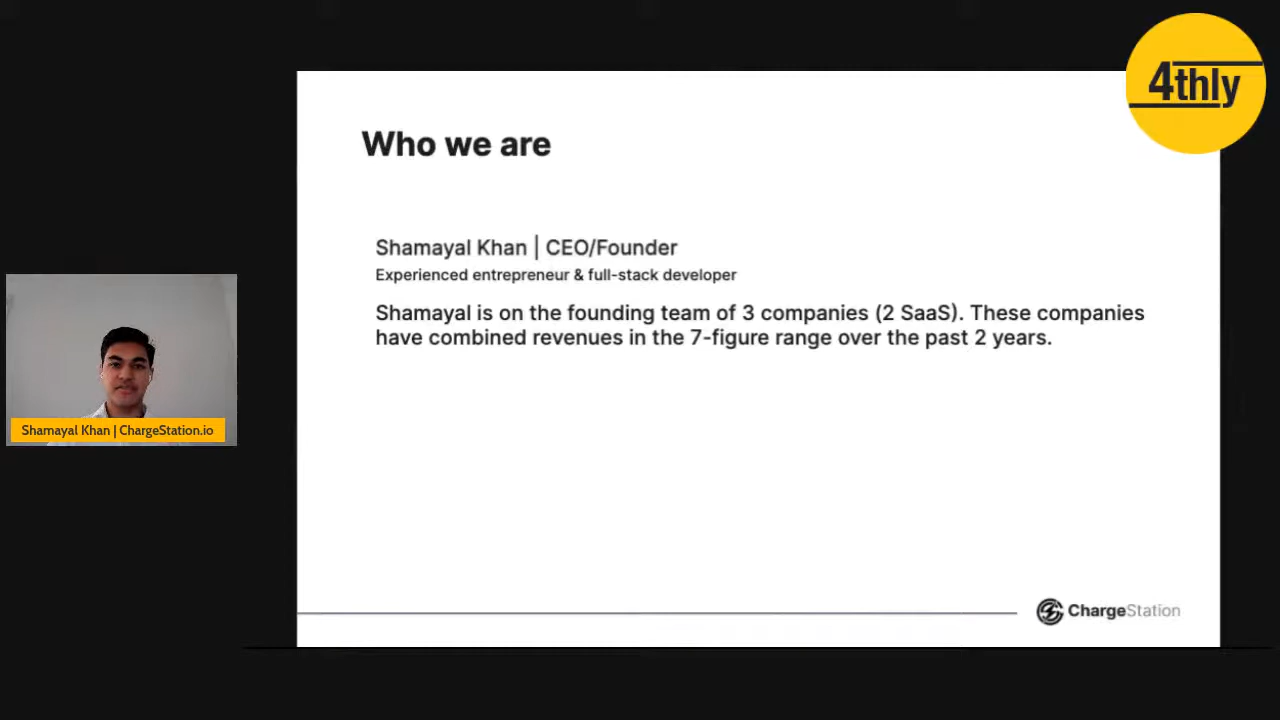 4thly
Who we are
Shamayal Khan | CEO/Founder
Experienced entrepreneur & full-stack developer
Shamayal is on the founding team of 3 companies (2 SaaS). These companies
have combined revenues in the 7-figure range over the past 2 years.
Shamayal Khan | ChargeStation.io
ChargeStation